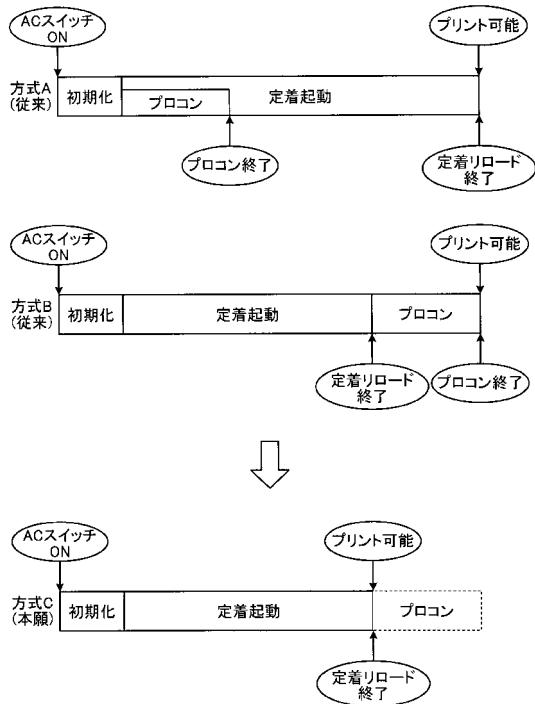 ACスイッチ
ON
プリント可能
方式A
(従来)
初期化
プロコン
定着起動
プロコン終了
定着リロード
終了
ACスイッチ
ON
プリント可能
方式B
(従来)
初期化
定着起動
プロコン
定着リロード
終了
プロコン終了
ACスイッチ
ON
プリント可能
方式C
(本願)
初期化
定着起動
プロコン
定着リロード
終了